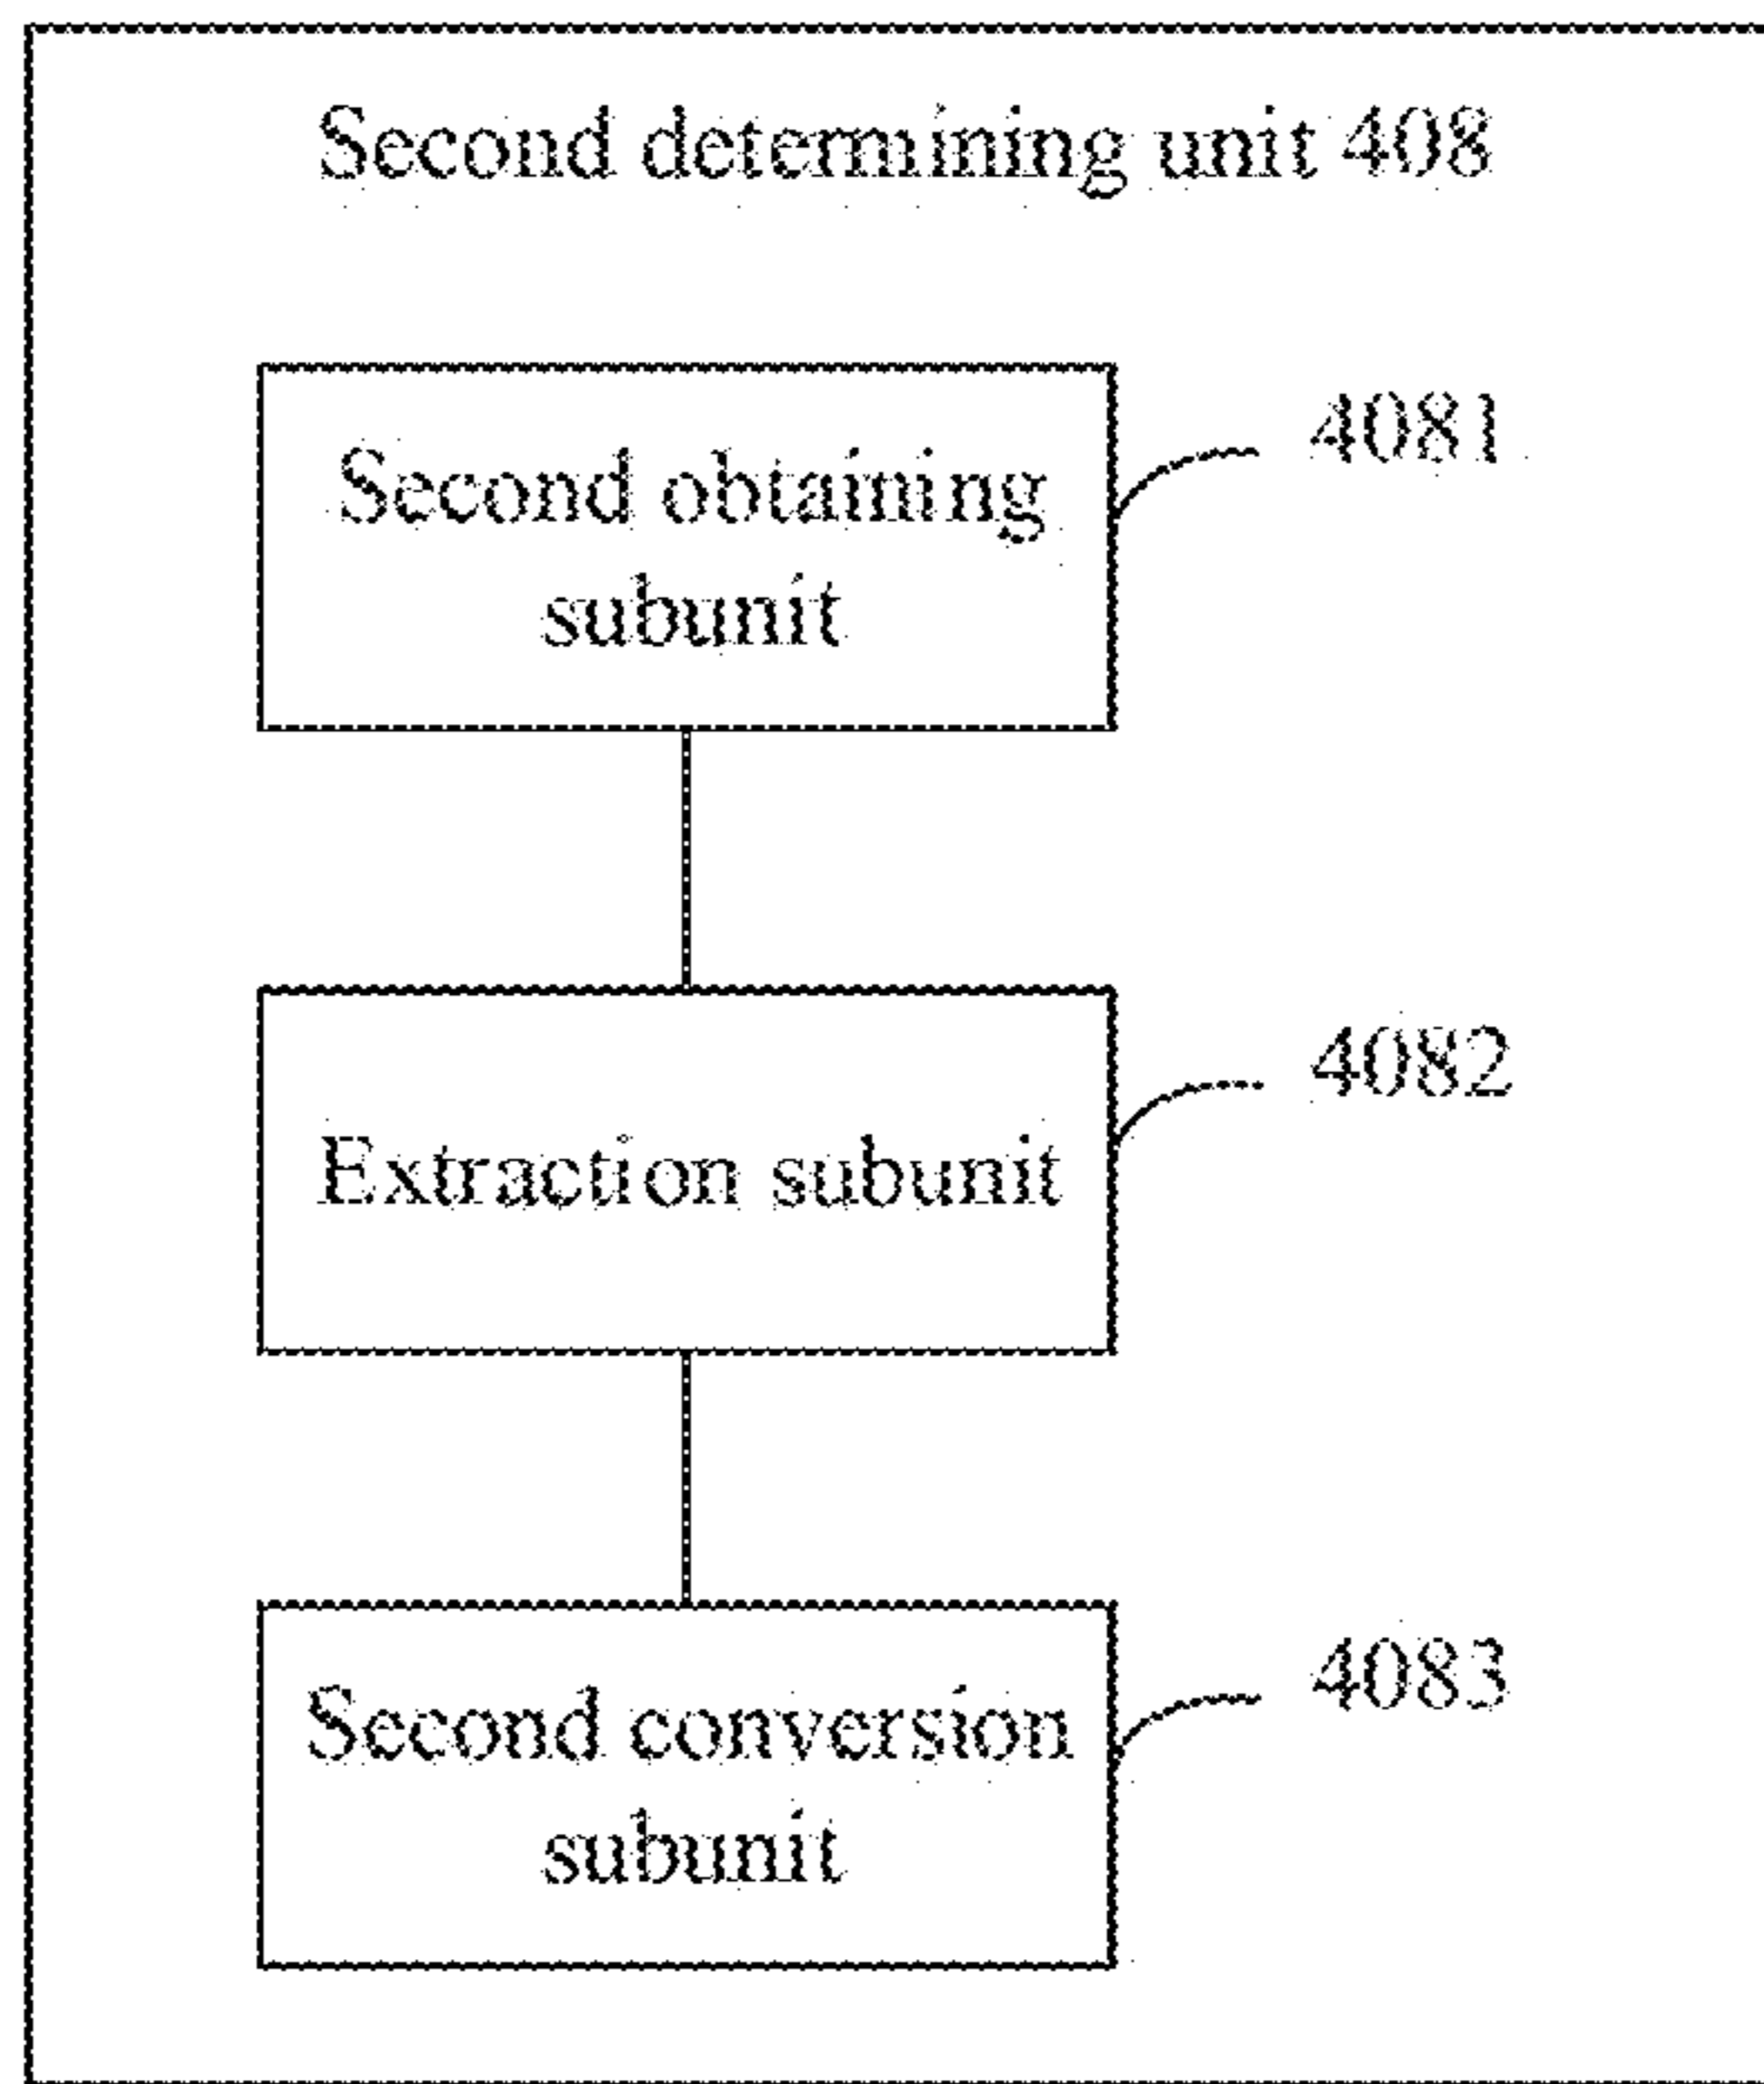 Second determining unit 408
4081
Second obtaining
subunit
4082
Extraction subunit
4083
Second conversion
subunit